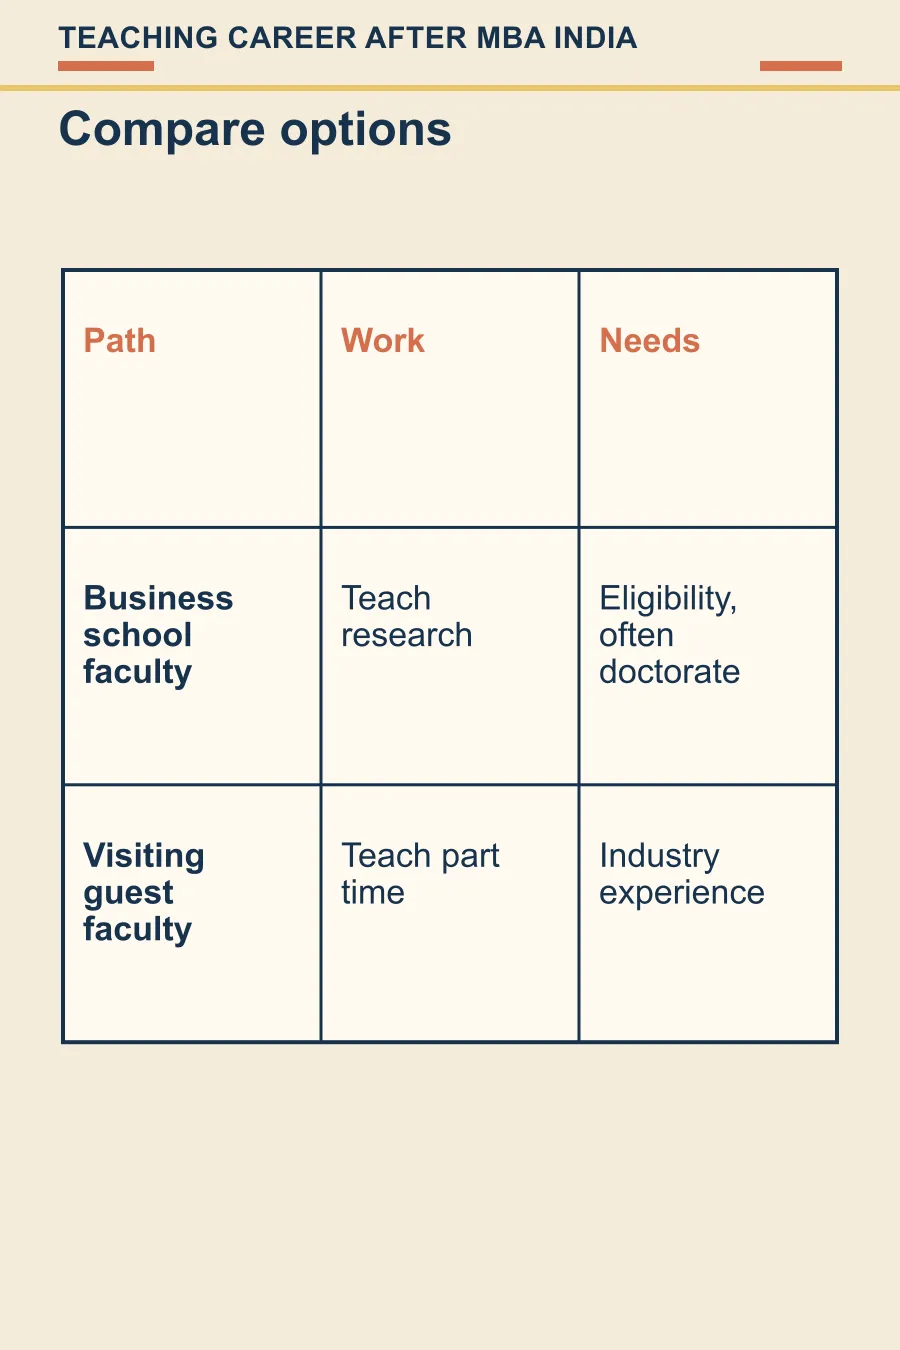 TEACHING CAREER AFTER MBA INDIA
Compare options
Path
Work
Needs
Business
school
faculty
Teach
research
Eligibility,
often
doctorate
Visiting
guest
faculty
Teach part
time
Industry
experience